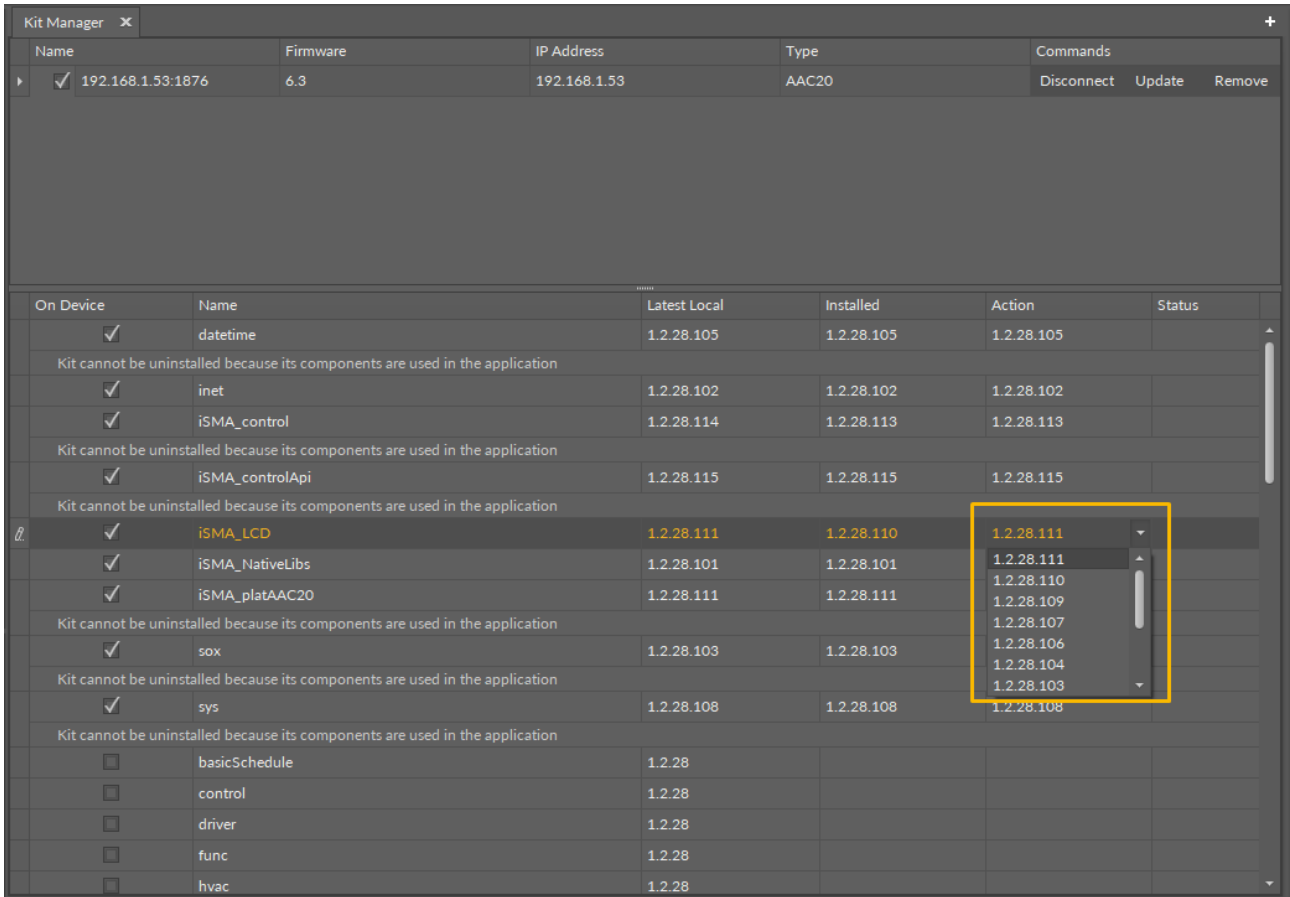 Kit Manager
Name Firmware IP Address Type Commands
192.168.1.53:1876 6.3 192.168.1.53 AAC20 Disconnect Update Remove
On Device Name Latest Local Installed Action Status
datetime 1.2.28.105 1.2.28.105 1.2.28.105
Kit cannot be uninstalled because its components are used in the application
inet 1.2.28.102 1.2.28.102 1.2.28.102
iSMA_control 1.2.28.114 1.2.28.113 1.2.28.113
Kit cannot be uninstalled because its components are used in the application
iSMA_controlApi 1.2.28.115 1.2.28.115 1.2.28.115
Kit cannot be uninstalled because its components are used in the application
iSMA_LCD 1.2.28.111 1.2.28.110 1.2.28.111
1.2.28.111
iSMA_NativeLibs 1.2.28.101 1.2.28.101
1.2.28.110
iSMA_platAAC20 1.2.28.111 1.2.28.111
1.2.28.109
Kit cannot be uninstalled because its components are used in the application
1.2.28.107
1.2.28.106
sox 1.2.28.103 1.2.28.103
1.2.28.104
Kit cannot be uninstalled because its components are used in the application
1.2.28.103
sys 1.2.28.108 1.2.28.108 1.2.28.108
Kit cannot be uninstalled because its components are used in the application
basicSchedule 1.2.28
control 1.2.28
driver 1.2.28
func 1.2.28
hvac 1.2.28